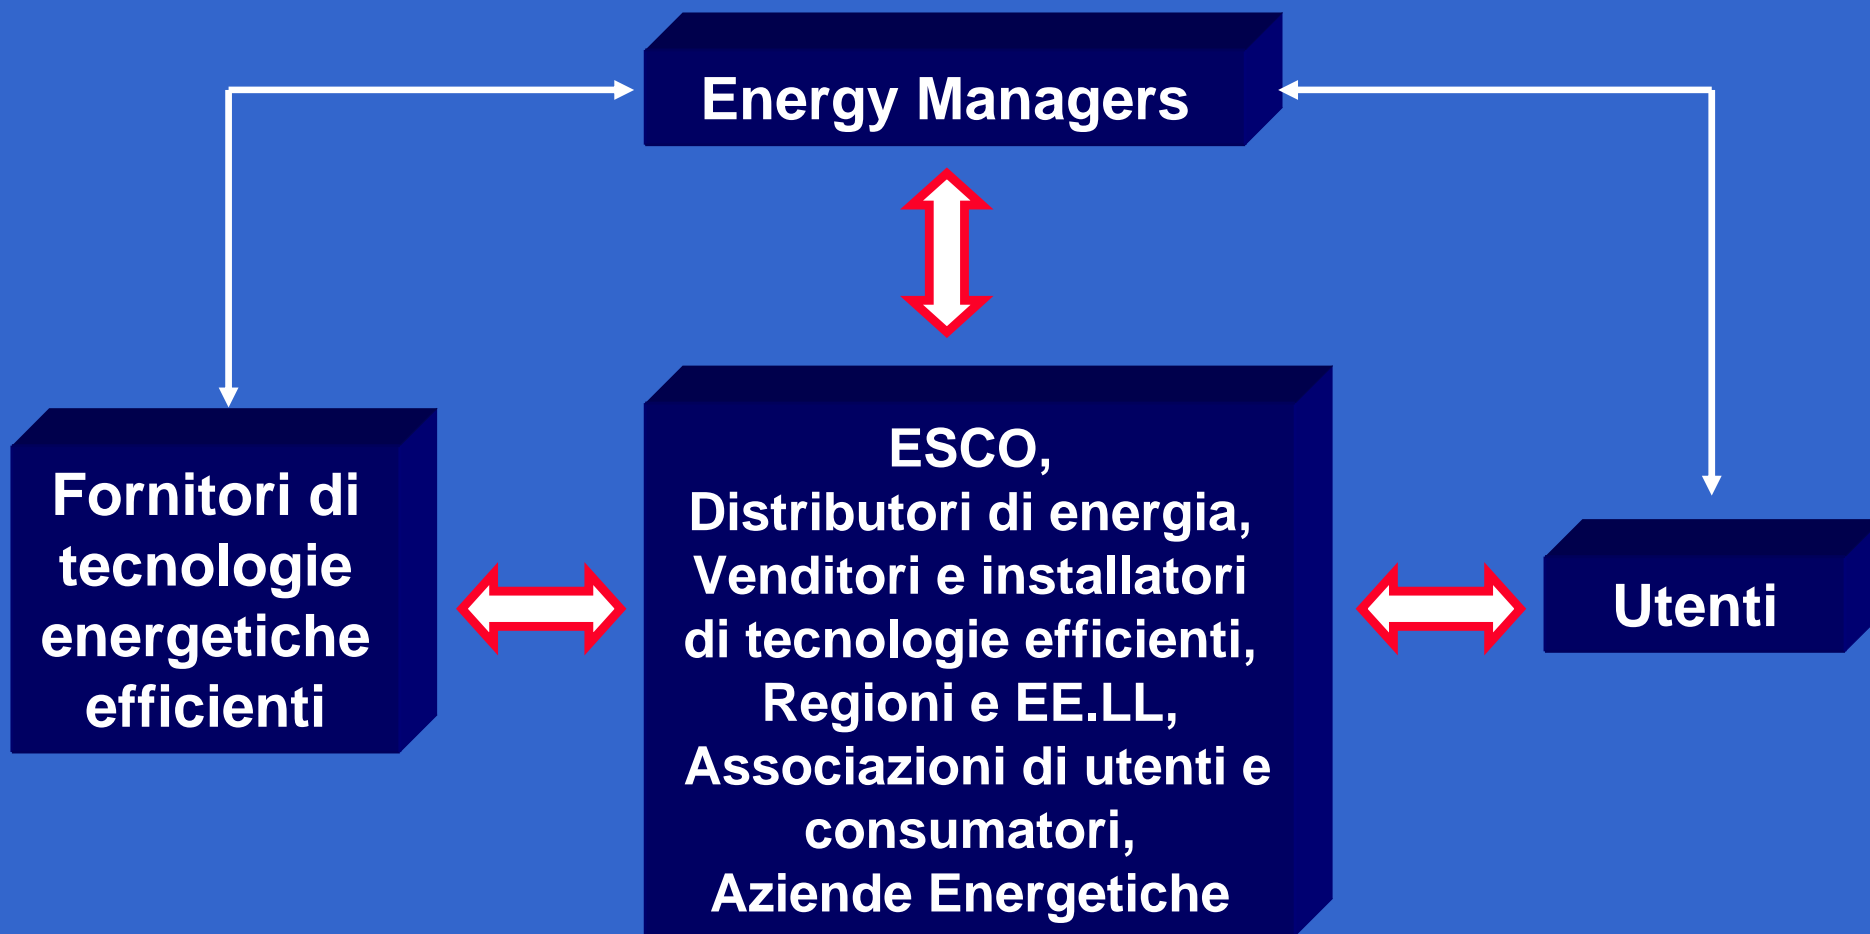 Energy Managers
Fornitori di
tecnologie
energetiche
efficienti
ESCO,
Distributori di energia,
Venditori e installatori
di tecnologie efficienti,
Regioni e EE.LL,
Associazioni di utenti e
consumatori,
Aziende Energetiche
Utenti